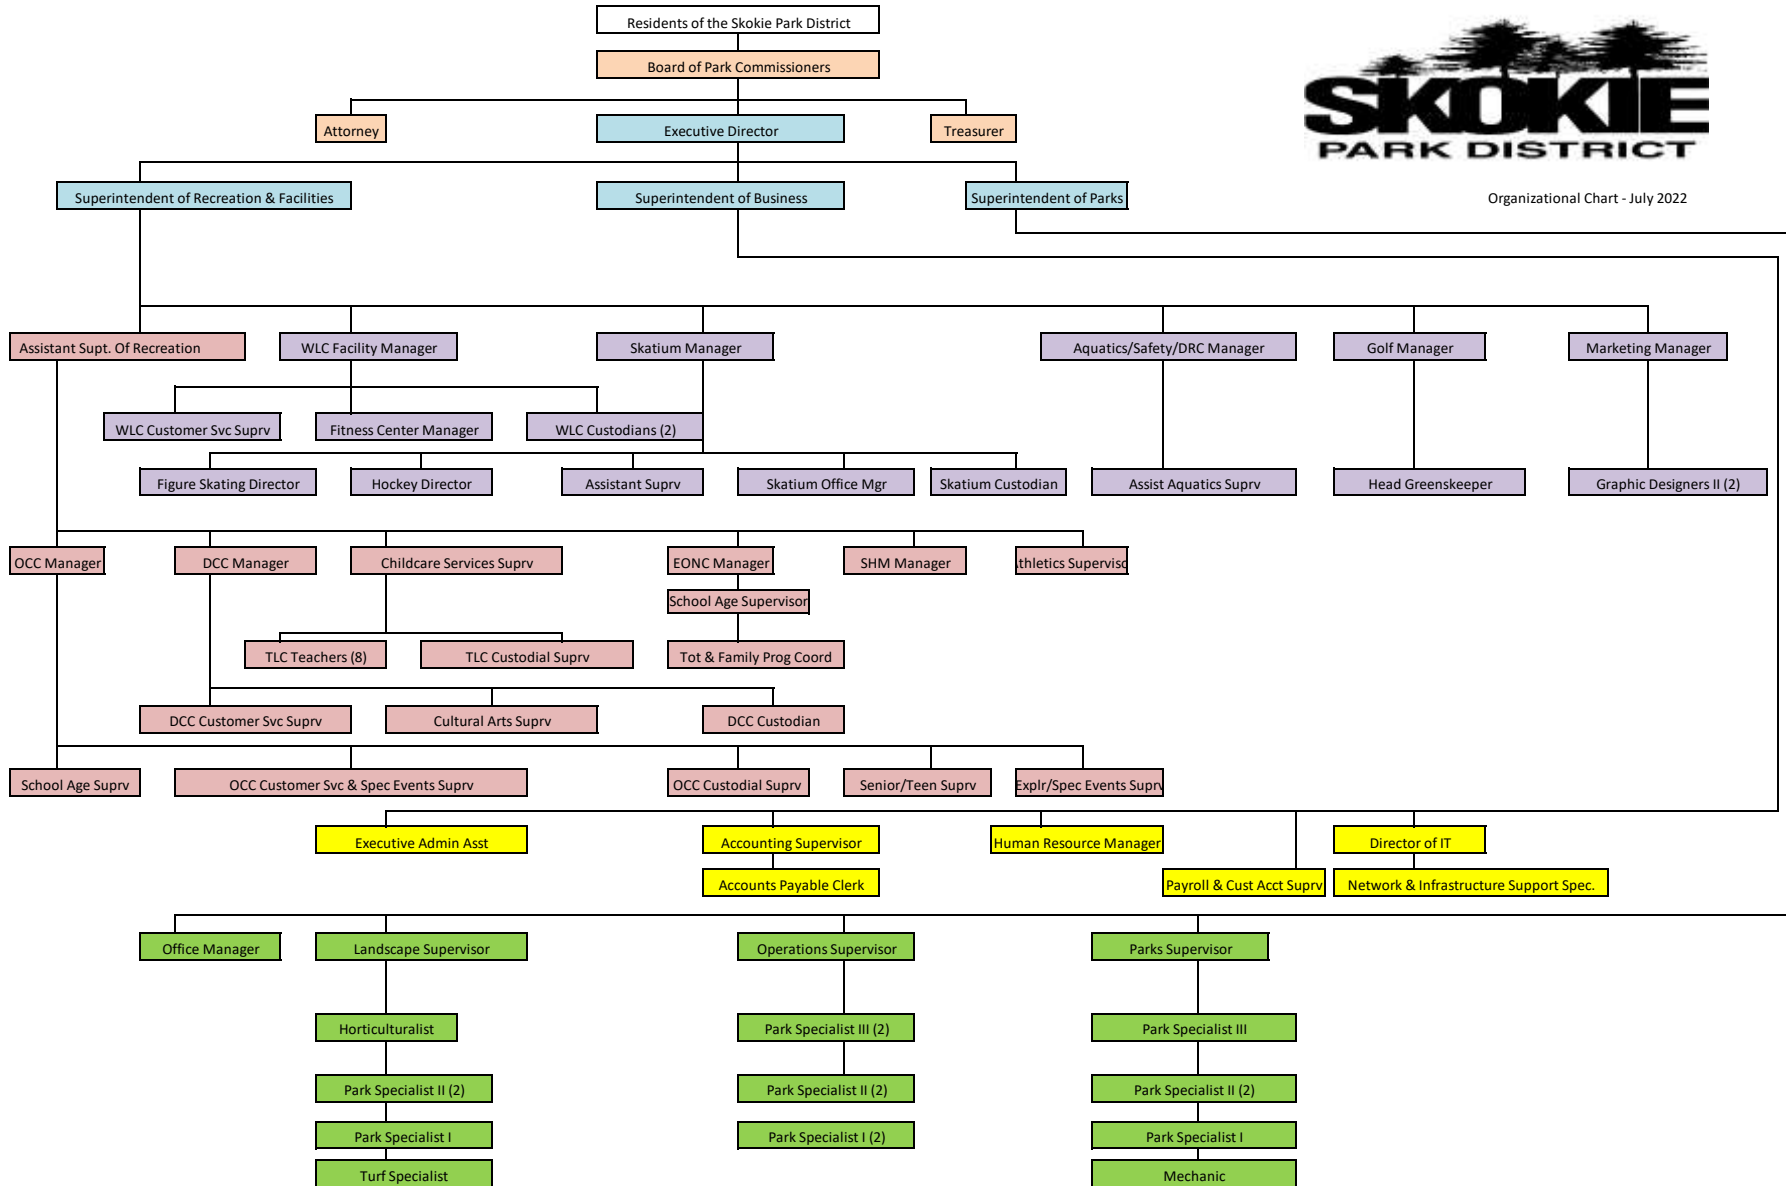 Residents of the Skokie Park District
Board of Park Commissioners
SKOKIE
PARK DISTRICT
Attorney
Executive Director
Treasurer
Superintendent of Recreation & Facilities
Superintendent of Business
Superintendent of Parks
Organizational Chart - July 2022
Assistant Supt. Of Recreation
WLC Facility Manager
Skatium Manager
Aquatics/Safety/DRC Manager
Golf Manager
Marketing Manager
WLC Customer Svc Suprv
Fitness Center Manager
WLC Custodians (2)
Figure Skating Director
Hockey Director
Assistant Suprv
Skatium Office Mgr
Skatium Custodian
Assist Aquatics Suprv
Head Greenskeeper
Graphic Designers II (2)
OCC Manager
DCC Manager
Childcare Services Suprv
EONC Manager
SHM Manager
thletics Superviso
School Age Supervisor
TLC Teachers (8)
TLC Custodial Suprv
Tot & Family Prog Coord
DCC Customer Svc Suprv
Cultural Arts Suprv
DCC Custodian
School Age Suprv
OCC Customer Svc & Spec Events Suprv
OCC Custodial Suprv
Senior/Teen Suprv
Explr/Spec Events Suprv
Executive Admin Asst
Accounting Supervisor
Human Resource Manager
Director of IT
Accounts Payable Clerk
Payroll & Cust Acct Suprv
Network & Infrastructure Support Spec.
Office Manager
Landscape Supervisor
Operations Supervisor
Parks Supervisor
Horticulturalist
Park Specialist III (2)
Park Specialist III
Park Specialist II (2)
Park Specialist II (2)
Park Specialist II (2)
Park Specialist I
Park Specialist I (2)
Park Specialist I
Turf Specialist
Mechanic